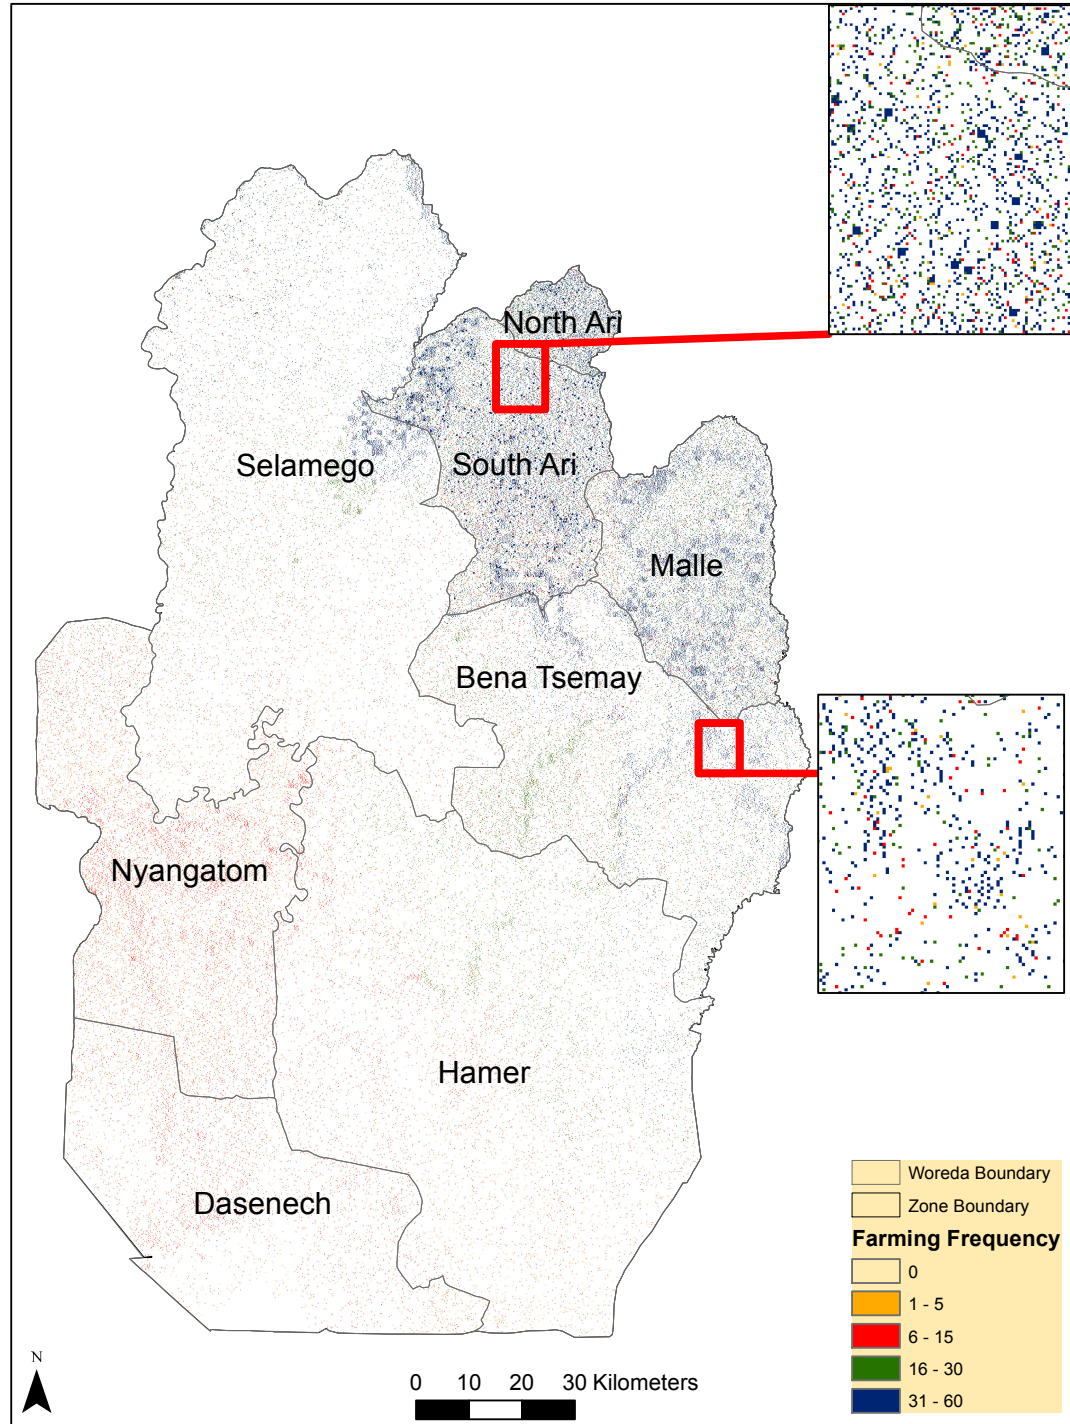 North Ari
Selamego
South Ari
Malle
Bena Tsemay
Nyangatom
Hamer
Dasenech
Woreda Boundary
Zone Boundary
Farming Frequency
0
1 - 5
6 - 15
16 - 30
31 - 60
N
0 10 20 30 Kilometers